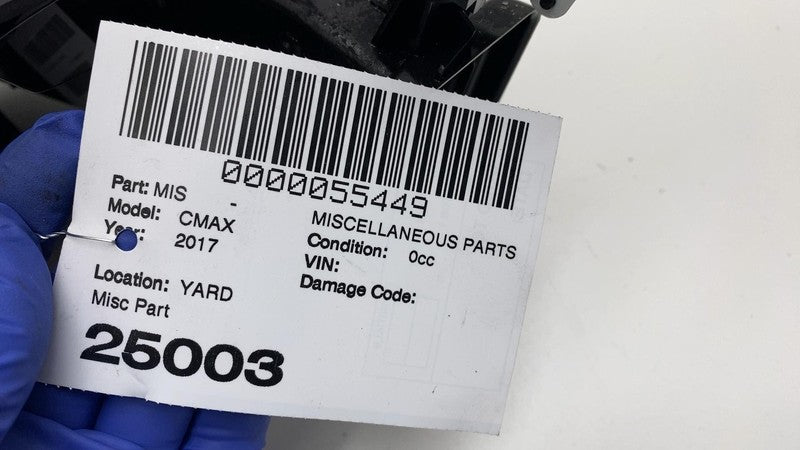 0000055449
Part: MIS -
MISCELLANEOUS PARTS
Model: CMAX
Condition: 0cc
Year: 2017
VIN:
Damage Code:
Location: YARD
Misc Part
25003